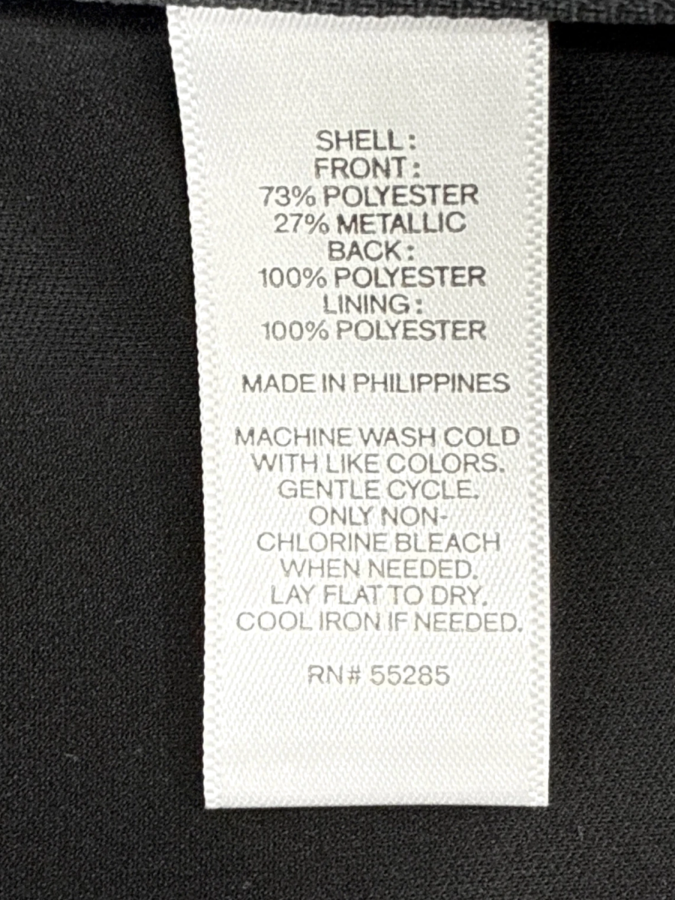 SHELL:
FRONT:
73% POLYESTER
27% METALLIC
BACK:
100% POLYESTER
LINING:
100% POLYESTER
MADE IN PHILIPPINES
MACHINE WASH COLD
WITH LIKE COLORS.
GENTLE CYCLE.
ONLY NON-
CHLORINE BLEACH
WHEN NEEDED.
LAY FLAT TO DRY.
COOL IRON IF NEEDED.
RN# 55285